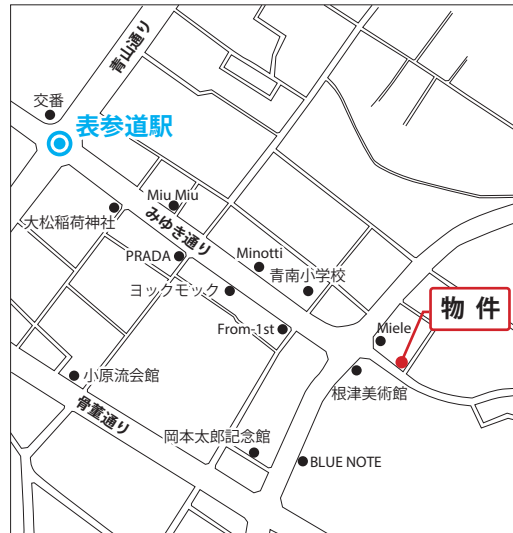 青山通り
交番
表参道駅
Miu Miu
大松稲荷神社
みゆき通り
PRADA
Minotti
青南小学校
ヨックモック
物件
From-1st
Miele
小原流会館
根津美術館
骨董通り
岡本太郎記念館
BLUE NOTE